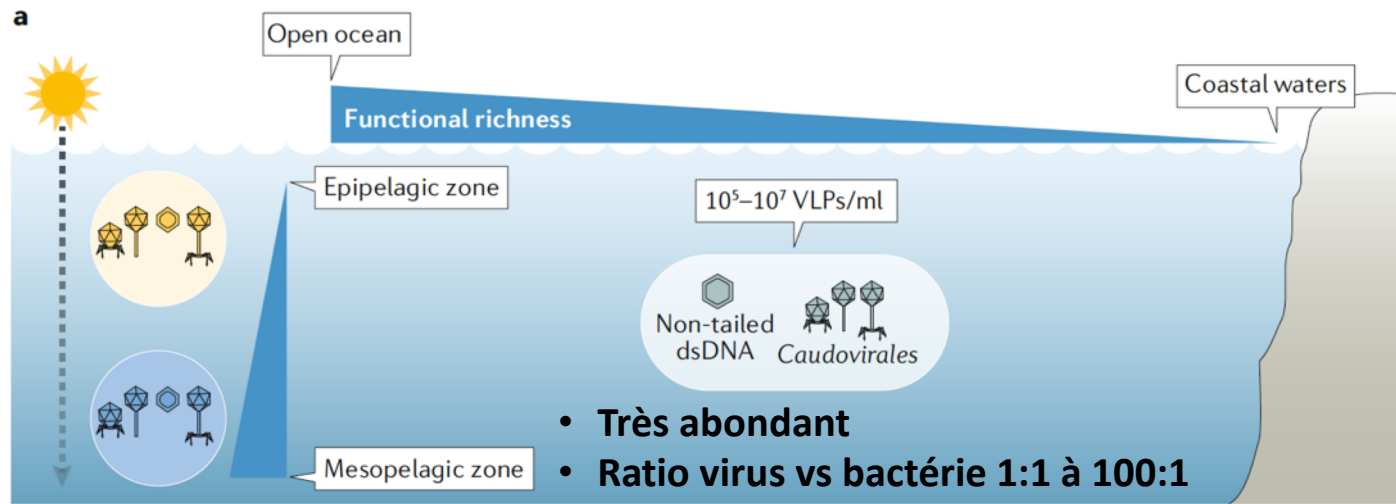 a
Open ocean
Coastal waters
Functional richness
Epipelagic zone
10⁵–10⁷ VLPs/ml
Non-tailed
dsDNA
Caudovirales
Mesopelagic zone
• Très abondant
• Ratio virus vs bactérie 1:1 à 100:1